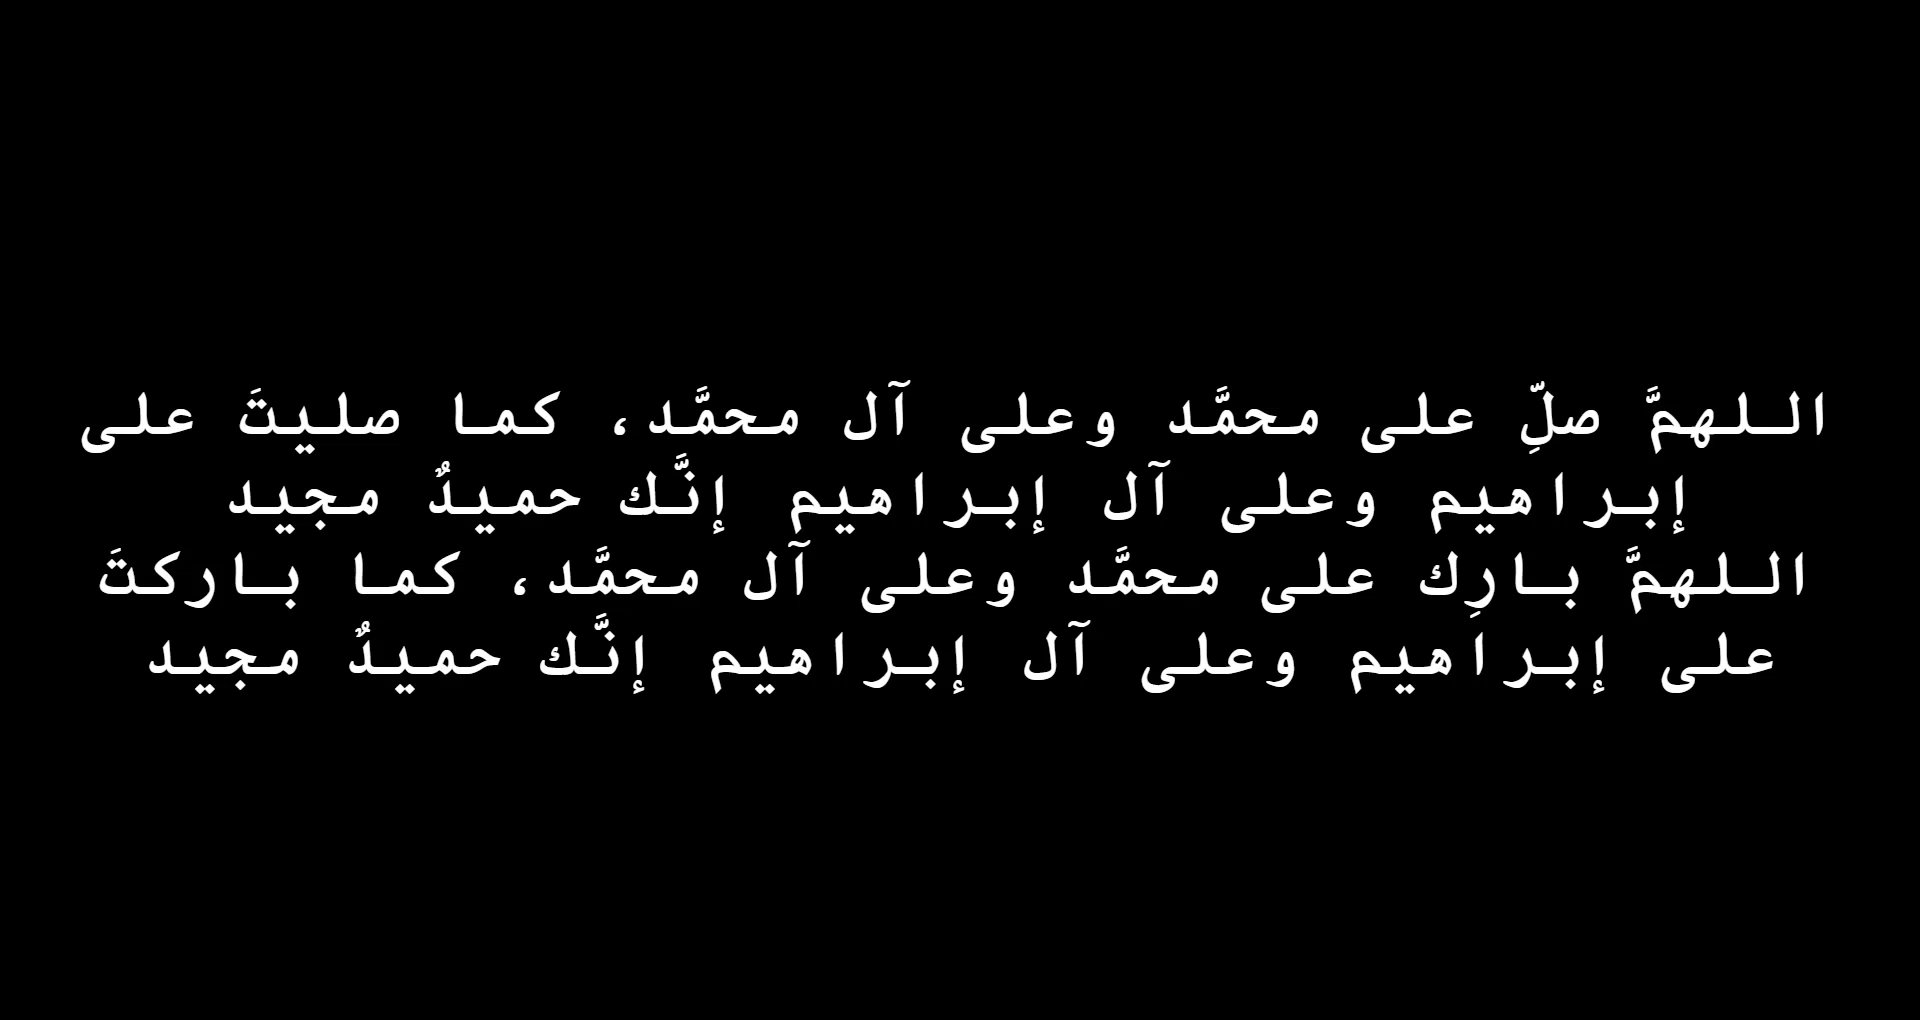 اللهمَّ صلِّ على محمَّد وعلى آل محمَّد، كما صليتَ على
إبراهيم وعلى آل إبراهيم إنَّك حميدٌ مجيد
اللهمَّ بارِك على محمَّد وعلى آل محمَّد، كما باركتَ
على إبراهيم وعلى آل إبراهيم إنَّك حميدٌ مجيد